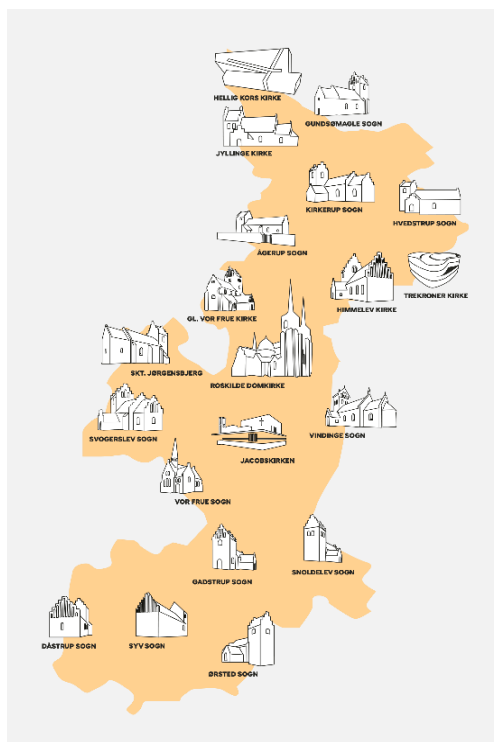 HELLIG KORS KIRKE
GUNDSØMAGLE SOGN
JYLLINGE KIRKE
KIRKERUP SOGN
HVEDSTRUP SOGN
ÅGERUP SOGN
TREKRONER KIRKE
HIMMELEV KIRKE
GL. VOR FRUE KIRKE
SKT. JØRGENSBJERG
ROSKILDE DOMKIRKE
SVOGERSLEV SOGN
VINDINGE SOGN
JACOBSKIRKEN
VOR FRUE SOGN
SNOLDELEV SOGN
GADSTRUP SOGN
DÅSTRUP SOGN
SYV SOGN
ØRSTED SOGN